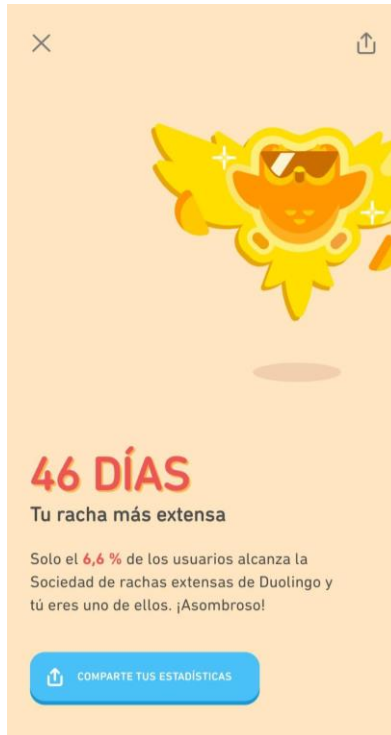 46 DÍAS
Tu racha más extensa
Solo el 6,6 % de los usuarios alcanza la
Sociedad de rachas extensas de Duolingo y
tú eres uno de ellos. ¡Asombroso!
COMPARTE TUS ESTADÍSTICAS